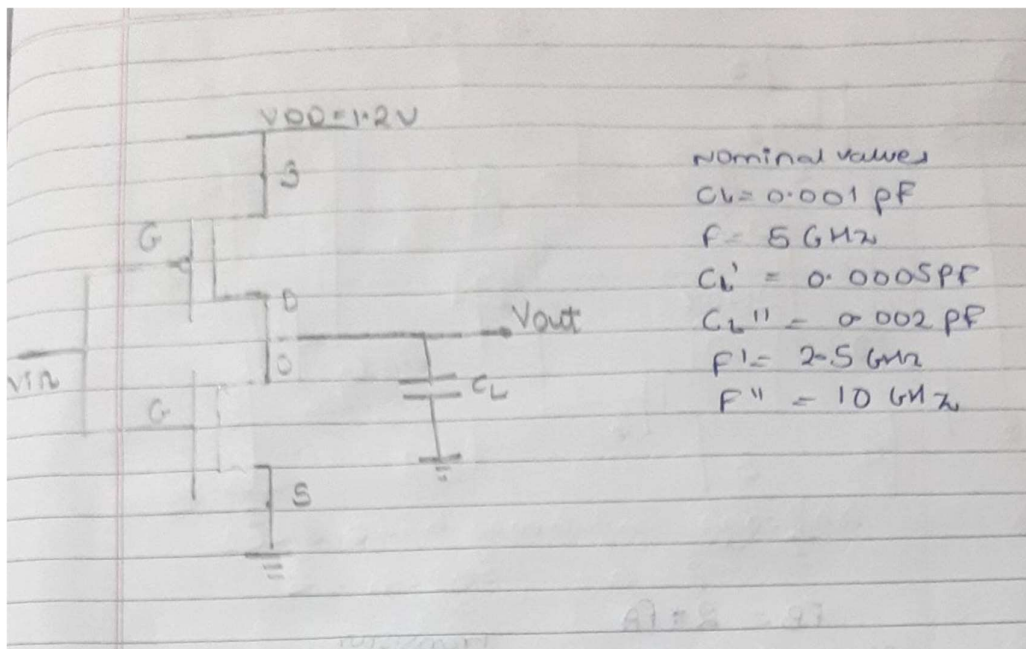 VDD=1.2V
S
G
D
Vout
D
Vin
CL
G
S
Nominal values
CL = 0.001 pF
F = 5 GHz
CL' = 0.0005 PF
CL'' = 0.002 PF
F' = 2.5 GHz
F'' = 10 GHz